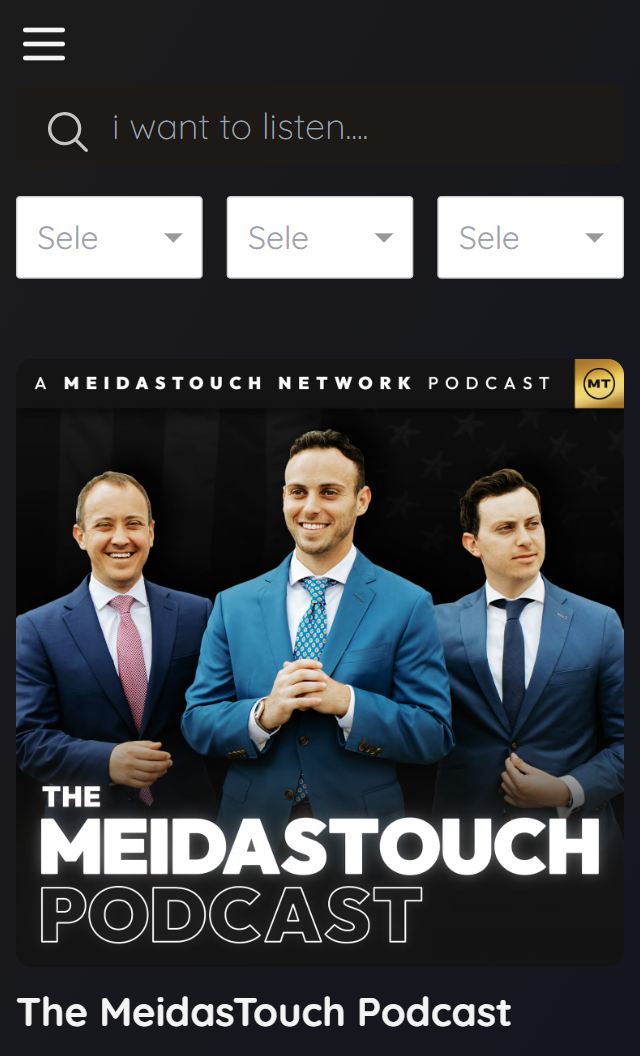 i want to listen....
Sele Sele Sele
A MEIDASTOUCH NETWORK PODCAST MT
THE
MEIDASTOUCH
PODCAST
The MeidasTouch Podcast